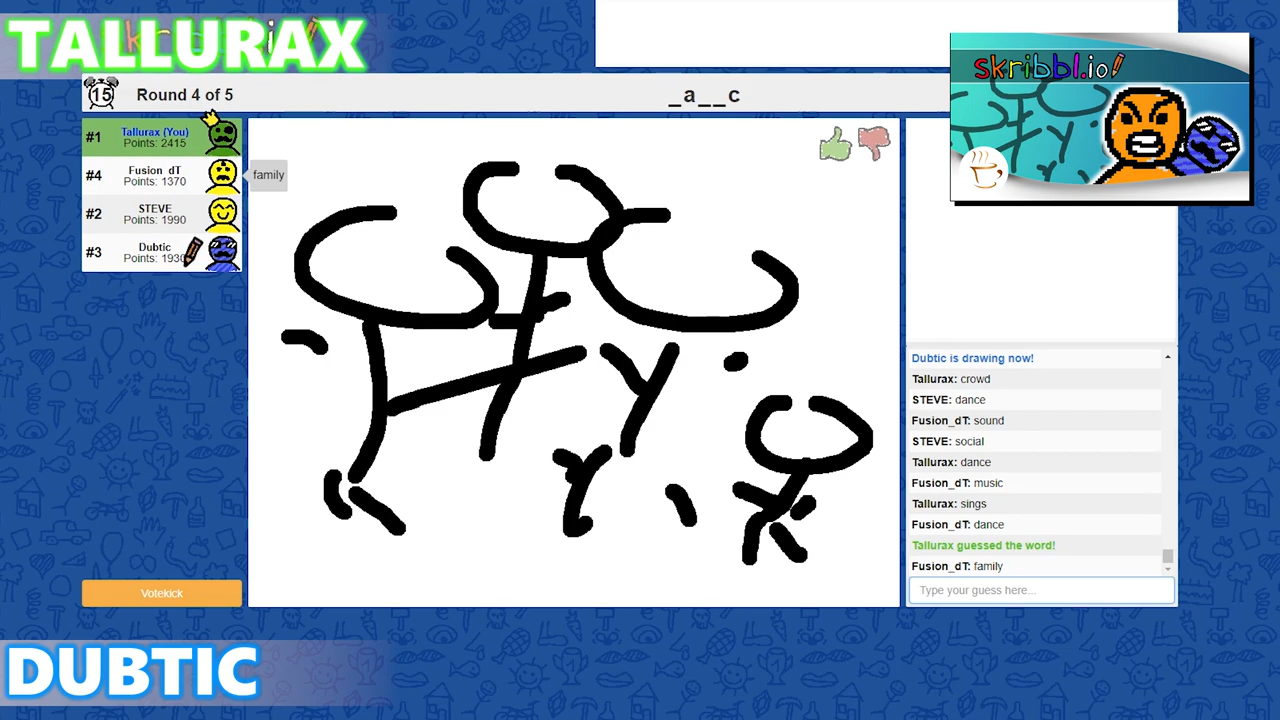 TALLURAX
skribbl.io
15
Round 4 of 5
_a__c
#1
Tallurax (You)
Points: 2415
#4
Fusion_dT
Points: 1370
family
#2
STEVE
Points: 1990
#3
Dubtic
Points: 1930
Votekick
Dubtic is drawing now!
Tallurax: crowd
STEVE: dance
Fusion_dT: sound
STEVE: social
Tallurax: dance
Fusion_dT: music
Tallurax: sings
Fusion_dT: dance
Tallurax guessed the word!
Fusion_dT: family
Type your guess here...
DUBTIC